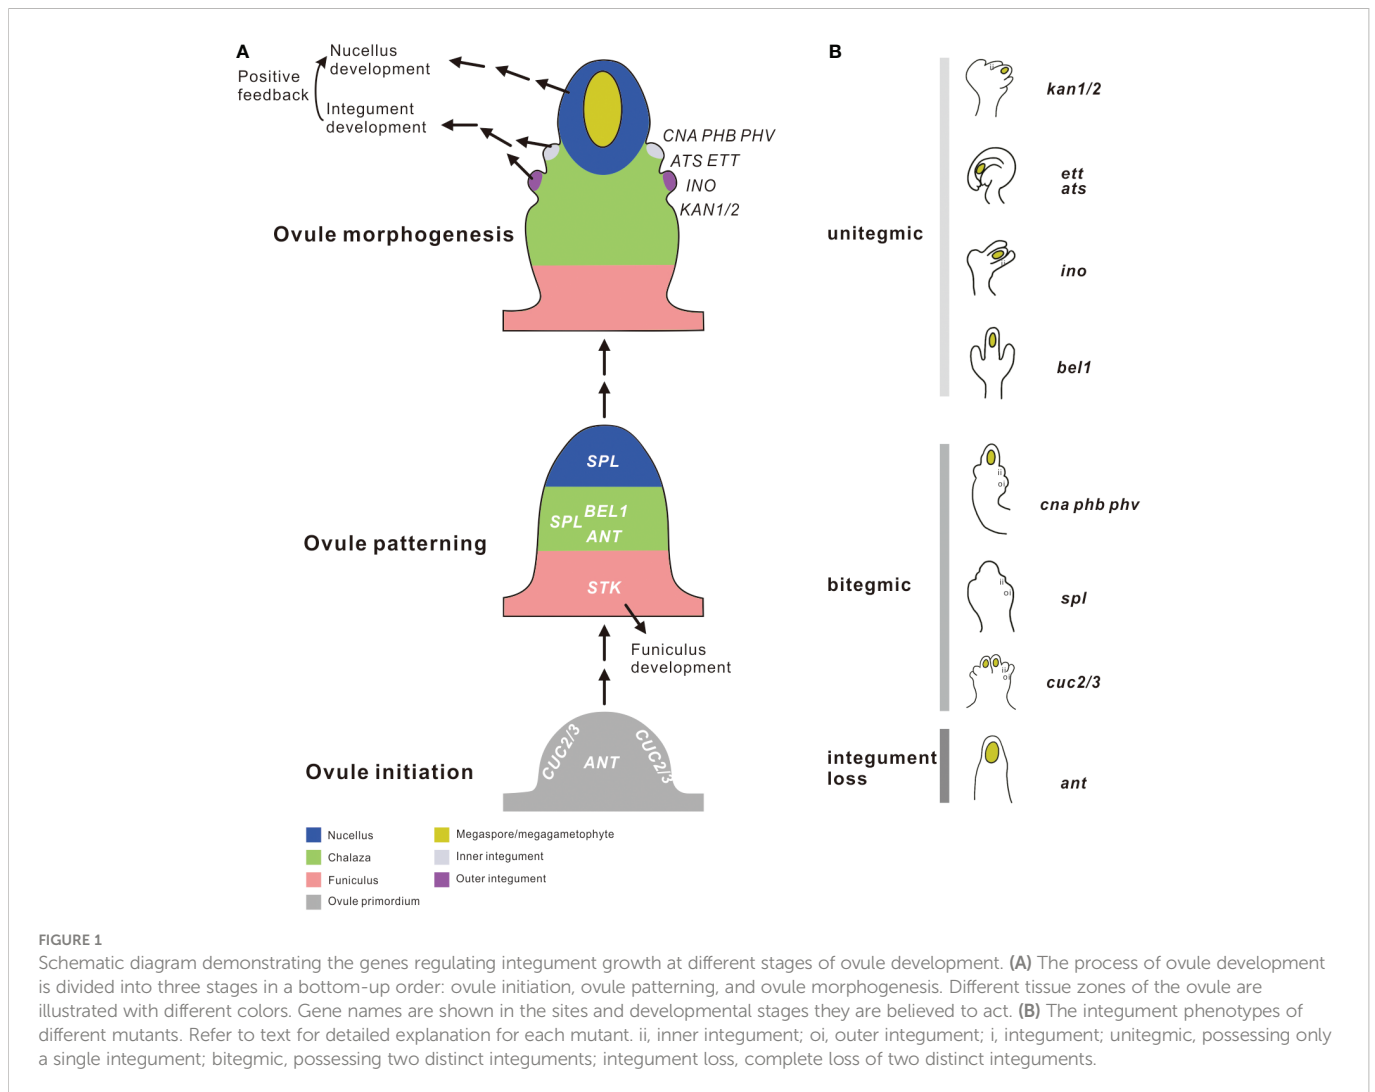 A
Nucellus
development
Positive
feedback
Integument
development
CNA PHB PHV
ATS ETT
INO
KAN1/2
Ovule morphogenesis
SPL
BEL1
SPL
ANT
Ovule patterning
STK
Funiculus
development
CUC2/3
ANT
CUC2/3
Ovule initiation
Nucellus
Chalaza
Funiculus
Ovule primordium
Megaspore/megagametophyte
Inner integument
Outer integument
B
unitegmic
kan1/2
ett
ats
ino
bel1
bitegmic
ii
oi
cna phb phv
ii
oi
spl
ii
oi
cuc2/3
integument
loss
ant
FIGURE 1
Schematic diagram demonstrating the genes regulating integument growth at different stages of ovule development. (A) The process of ovule development
is divided into three stages in a bottom-up order: ovule initiation, ovule patterning, and ovule morphogenesis. Different tissue zones of the ovule are
illustrated with different colors. Gene names are shown in the sites and developmental stages they are believed to act. (B) The integument phenotypes of
different mutants. Refer to text for detailed explanation for each mutant. ii, inner integument; oi, outer integument; i, integument; unitegmic, possessing only
a single integument; bitegmic, possessing two distinct integuments; integument loss, complete loss of two distinct integuments.